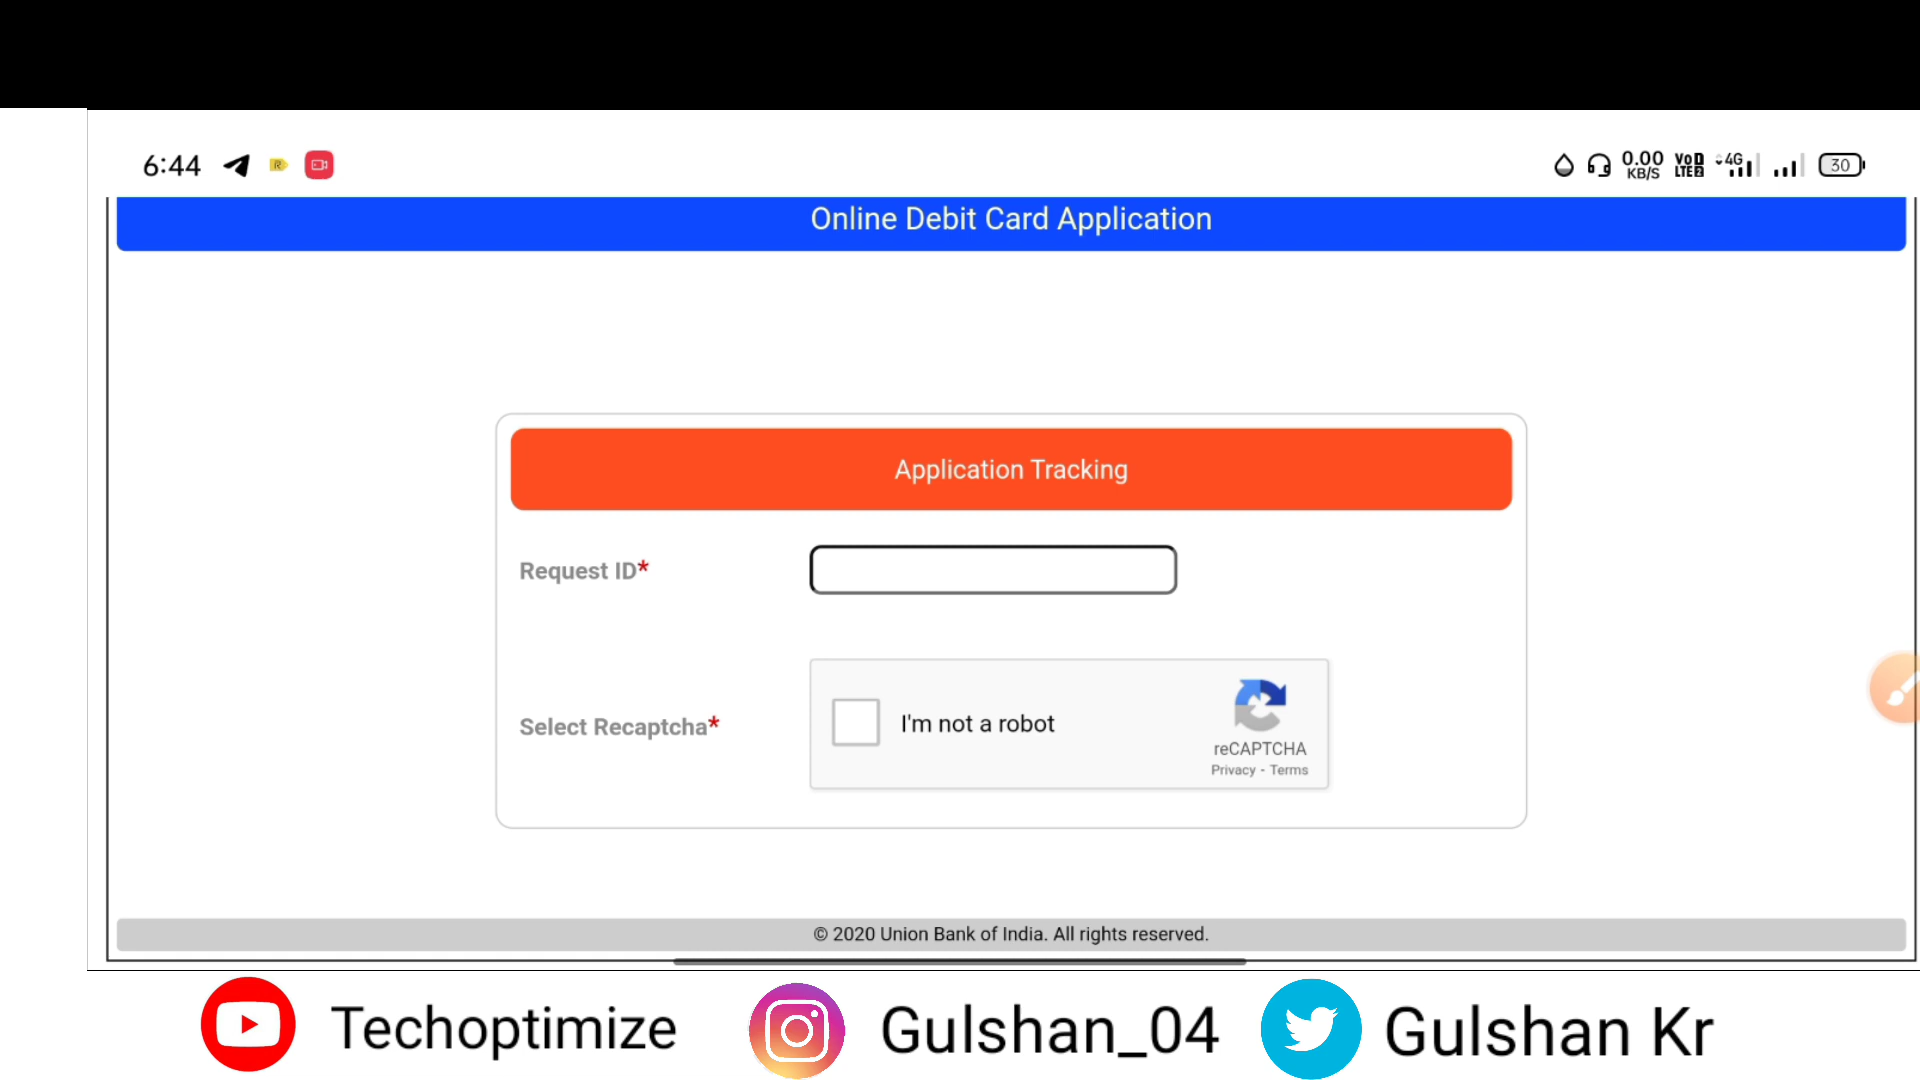 6:44
R
0.00 KB/S
VoD LTE2
4G
30
Online Debit Card Application
Application Tracking
Request ID*
Select Recaptcha*
I'm not a robot
reCAPTCHA
Privacy - Terms
© 2020 Union Bank of India. All rights reserved.
Techoptimize
Gulshan_04
Gulshan Kr